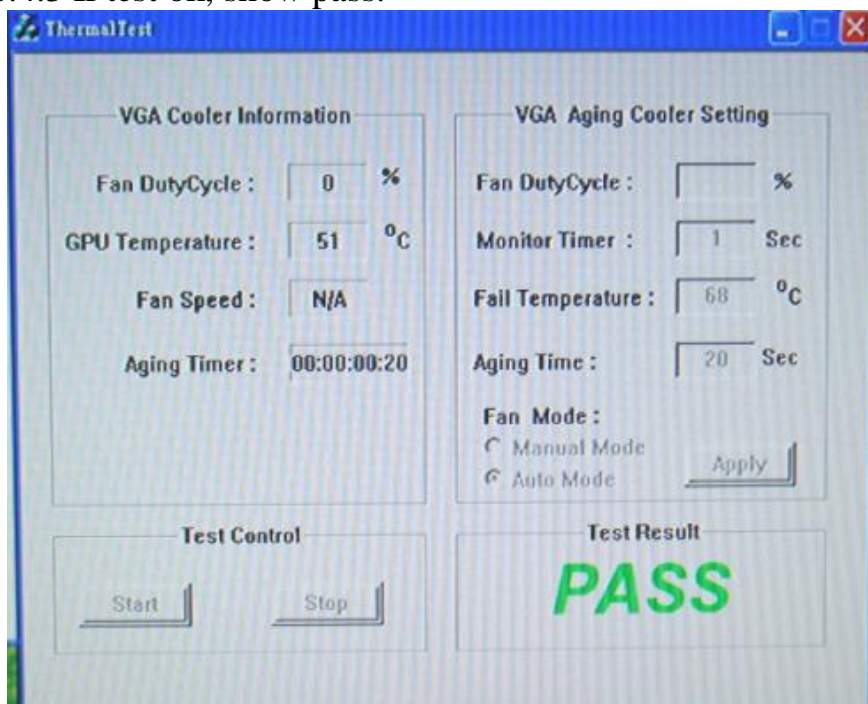 ThermalTest
VGA Cooler Information
Fan DutyCycle : 0 %
GPU Temperature : 51 °C
Fan Speed : N/A
Aging Timer : 00:00:00:20
VGA Aging Cooler Setting
Fan DutyCycle : %
Monitor Timer : 1 Sec
Fail Temperature : 68 °C
Aging Time : 20 Sec
Fan Mode :
Manual Mode
Auto Mode
Apply
Test Control
Start Stop
Test Result
PASS